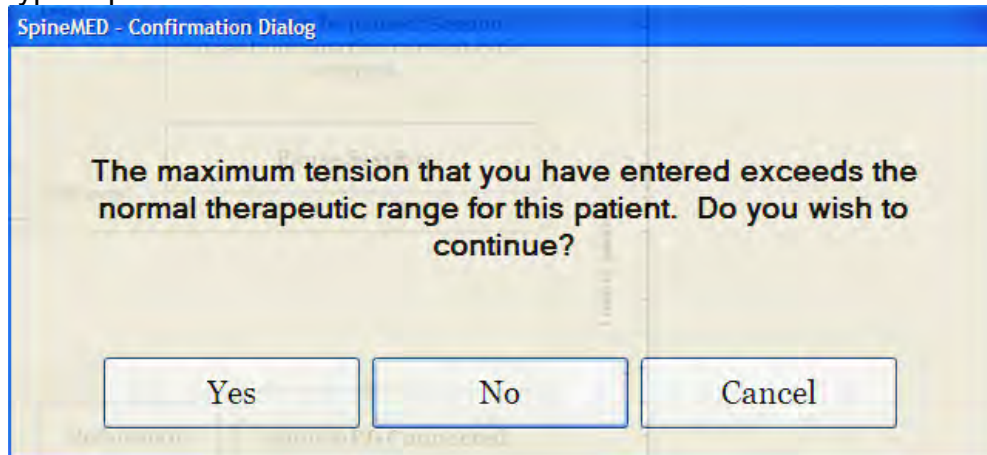 SpineMED - Confirmation Dialog
The maximum tension that you have entered exceeds the
normal therapeutic range for this patient.  Do you wish to
continue?
Yes
No
Cancel